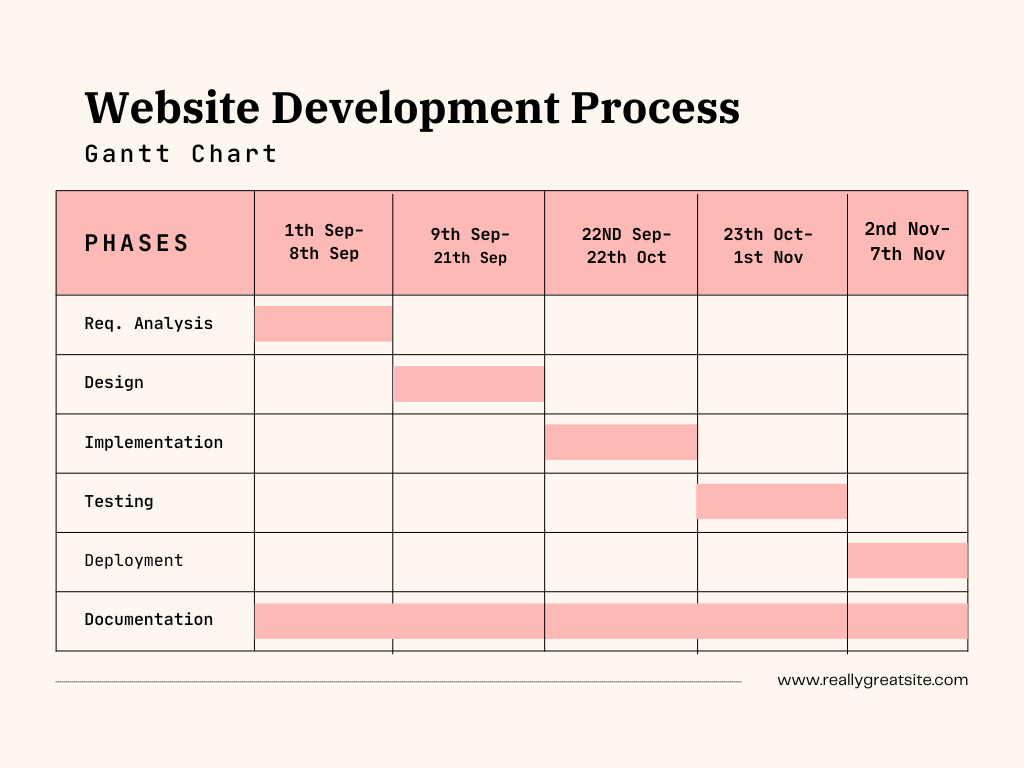 Website Development Process
Gantt Chart
PHASES
1th Sep-
8th Sep
9th Sep-
21th Sep
22ND Sep-
22th Oct
23th Oct-
1st Nov
2nd Nov-
7th Nov
Req. Analysis
Design
Implementation
Testing
Deployment
Documentation
www.reallygreatsite.com